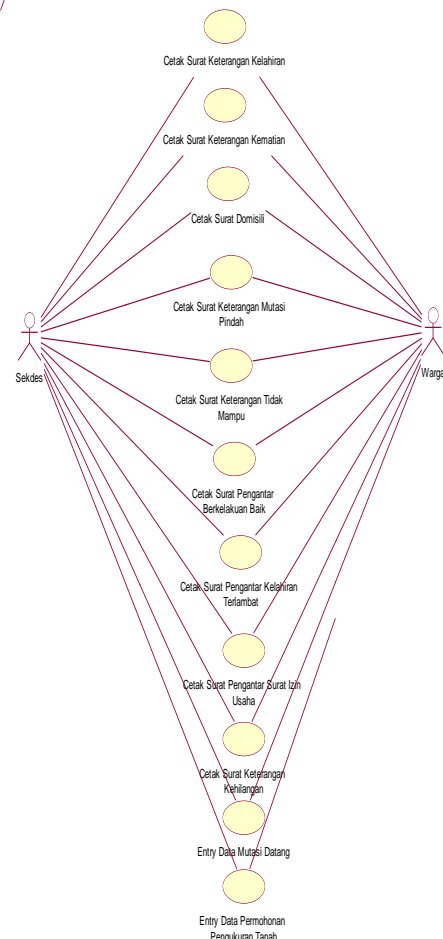 Cetak Surat Keterangan Kelahiran
Cetak Surat Keterangan Kematian
Cetak Surat Domisili
Cetak Surat Keterangan Mutasi
Pindah
Sekdes
Warga
Cetak Surat Keterangan Tidak
Mampu
Cetak Surat Pengantar
Berkelakuan Baik
Cetak Surat Pengantar Kelahiran
Terlambat
Cetak Surat Pengantar Surat Izin
Usaha
Cetak Surat Keterangan
Kehilangan
Entry Data Mutasi Datang
Entry Data Permohonan
Pengukuran Tanah